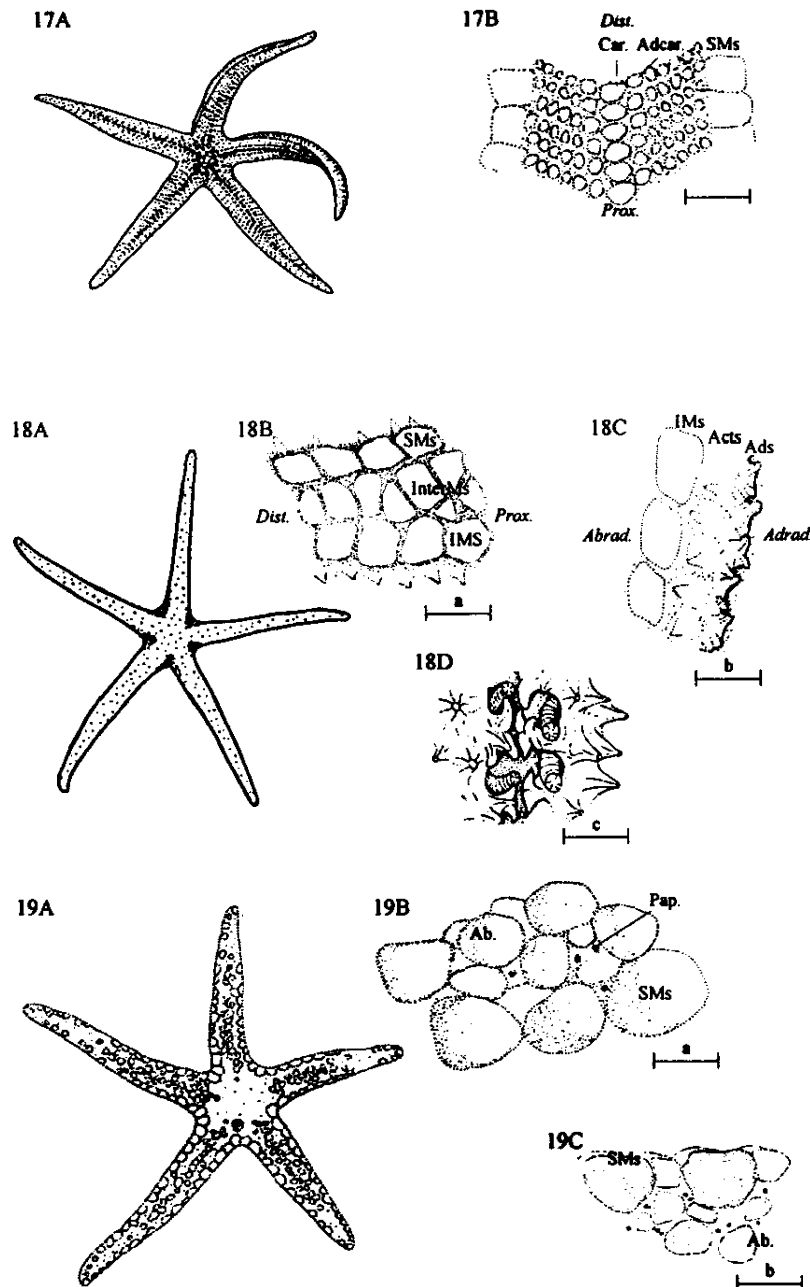 17A
17B
Dist.
Car. Adcar. SMs
Prox.
18A
18B
SMs
InterMs
Dist.
Prox.
IMS
a
18C
IMs
Acts
Ads
Abrad.
Adrad.
b
18D
c
19A
19B
Pap.
Ab.
SMs
a
19C
SMs
Ab.
b